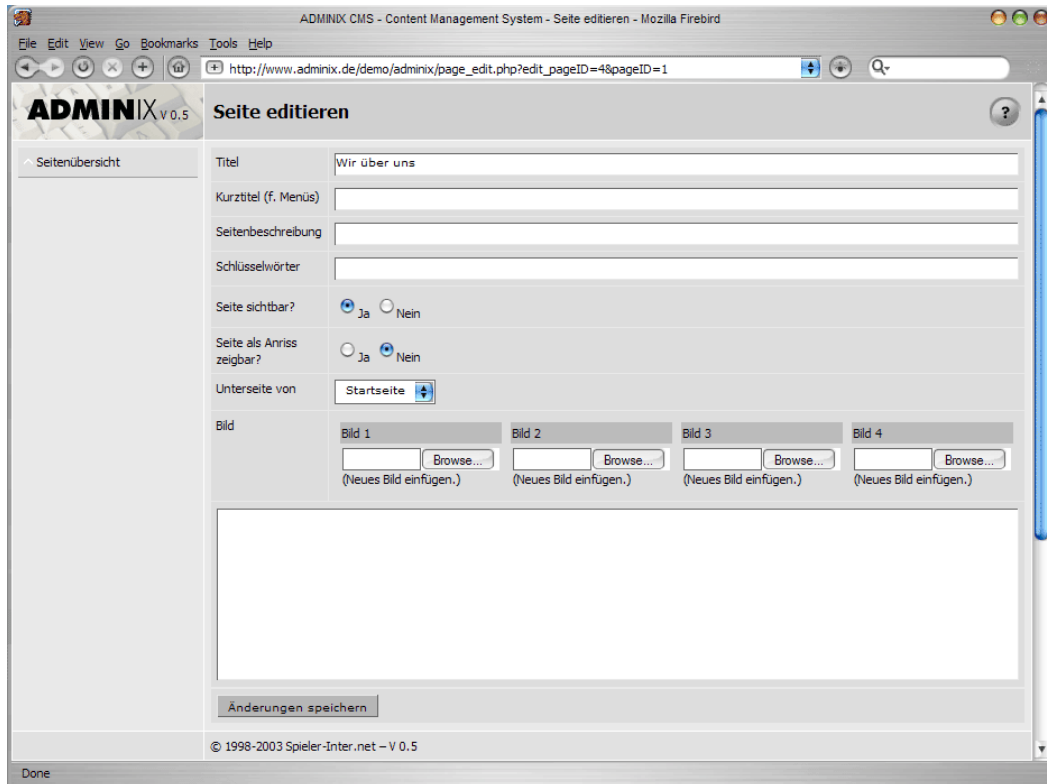 ADMINIX CMS - Content Management System - Seite editieren - Mozilla Firebird
File Edit View Go Bookmarks Tools Help
http://www.adminix.de/demo/adminix/page_edit.php?edit_pageID=4&pageID=1
ADMINIX v 0.5 Seite editieren ?
Seitenübersicht
Titel Wir über uns
Kurztitel (f. Menüs)
Seitenbeschreibung
Schlüsselwörter
Seite sichtbar? Ja Nein
Seite als Anriss
zeigbar? Ja Nein
Unterseite von Startseite
Bild
Bild 1 Bild 2 Bild 3 Bild 4
Browse... Browse... Browse... Browse...
(Neues Bild einfügen.) (Neues Bild einfügen.) (Neues Bild einfügen.) (Neues Bild einfügen.)
Änderungen speichern
© 1998-2003 Spieler-Inter.net – V 0.5
Done